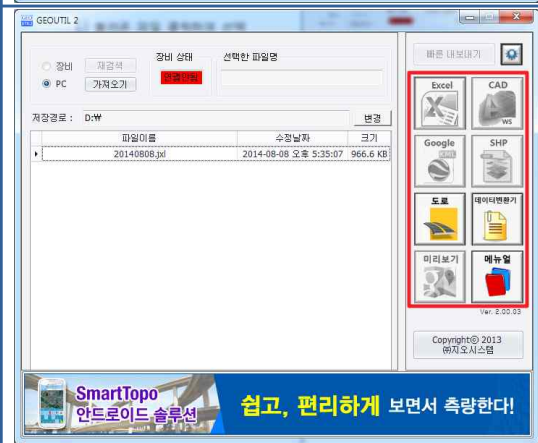 GEOUTIL 2
장비 재검색
PC 가져오기
장비 상태
연결안됨
선택한 파일명
저장경로 : D:₩
변경
파일이름 수정날짜 크기
20140808.jxl 2014-08-08 오후 5:35:07 966.6 KB
빠른 내보내기
Excel CAD
WS
Google SHP
KML
도로 데이터변환기
미리보기 메뉴얼
Ver. 2.00.03
Copyright© 2013
㈜지오시스템
SmartTopo
안드로이드 솔루션
쉽고, 편리하게 보면서 측량한다!